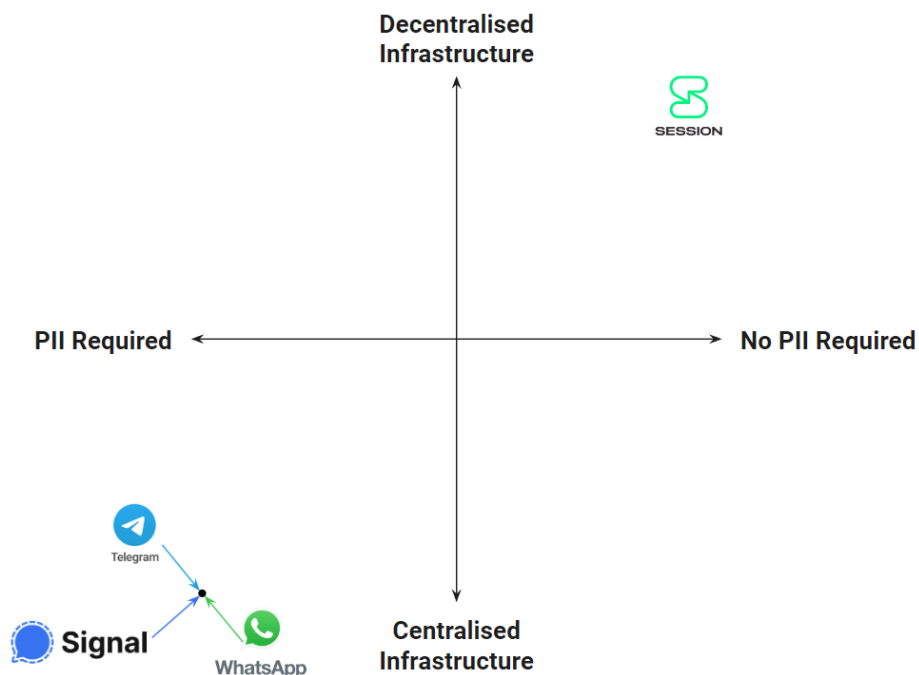 Decentralised
Infrastructure
SESSION
PII Required
No PII Required
Telegram
Signal
WhatsApp
Centralised
Infrastructure